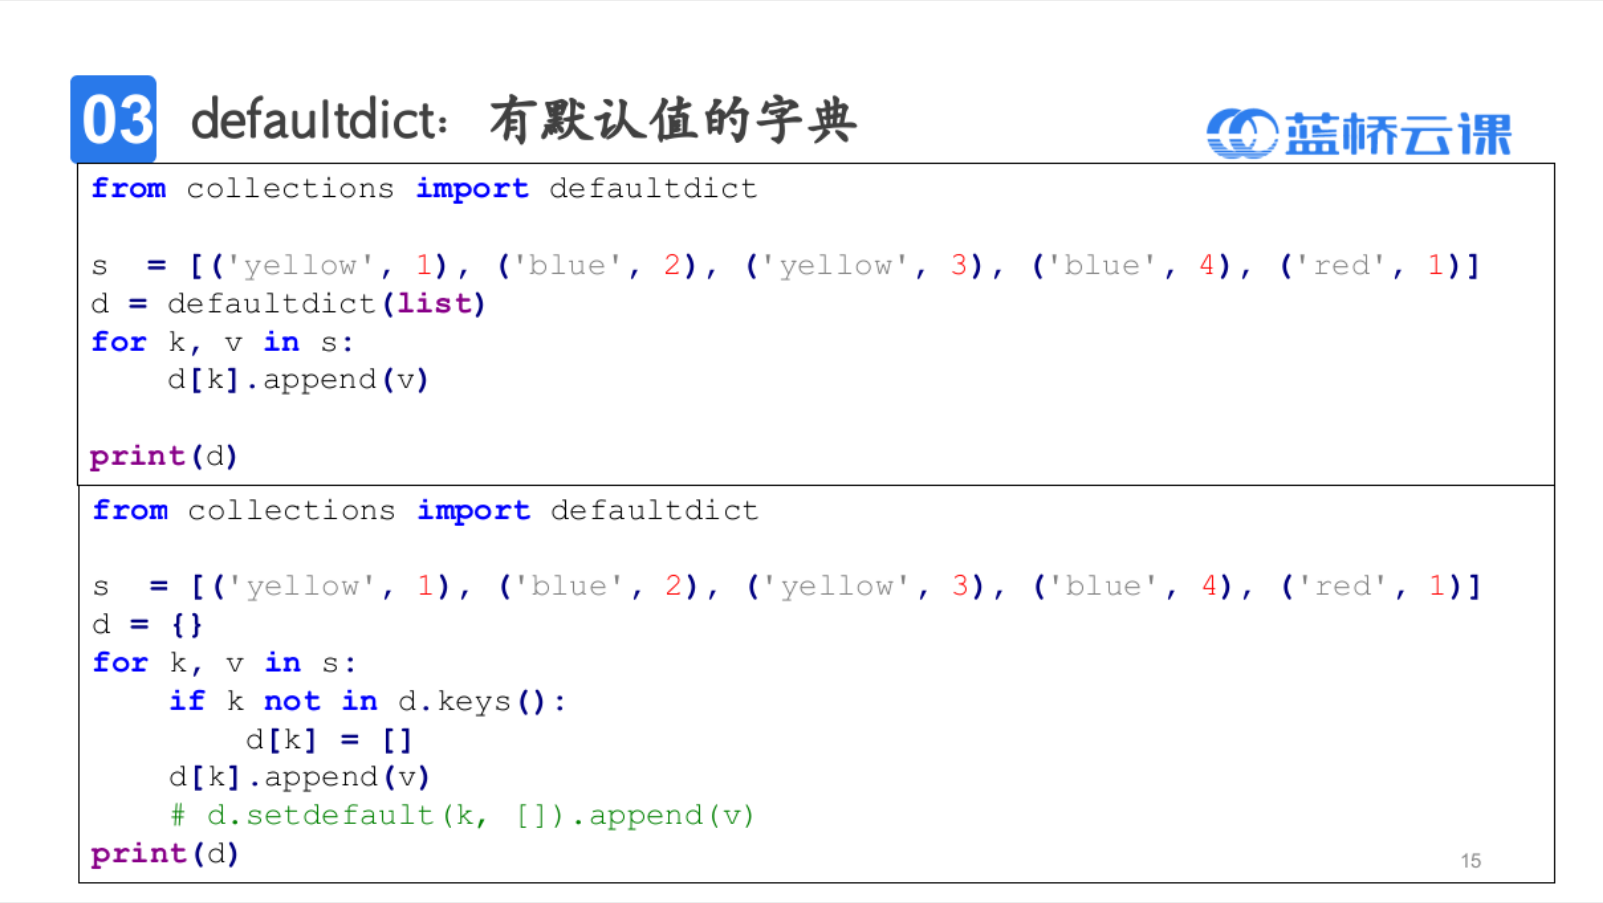 03 defaultdict：有默认值的字典
蓝桥云课
from collections import defaultdict
s  = [('yellow', 1), ('blue', 2), ('yellow', 3), ('blue', 4), ('red', 1)]
d = defaultdict(list)
for k, v in s:
    d[k].append(v)
print(d)
from collections import defaultdict
s  = [('yellow', 1), ('blue', 2), ('yellow', 3), ('blue', 4), ('red', 1)]
d = {}
for k, v in s:
    if k not in d.keys():
        d[k] = []
    d[k].append(v)
    # d.setdefault(k, []).append(v)
print(d)
15